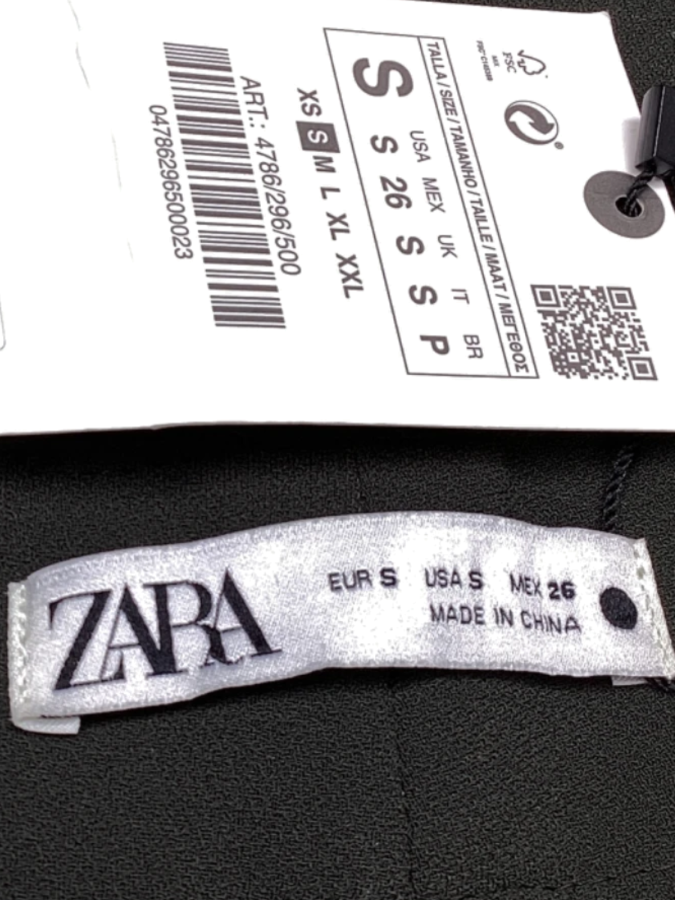 TALLA / SIZE / TAMANHO / TAILLE / MAAT / ΜΕΓΕΘΟΣ
USA MEX UK IT BR
S S 26 S S P
XS S M L XL XXL
ART.: 4786/296/500
04786296500023
FSC
MIX
ZARA
EUR S USA S MEX 26
MADE IN CHINA